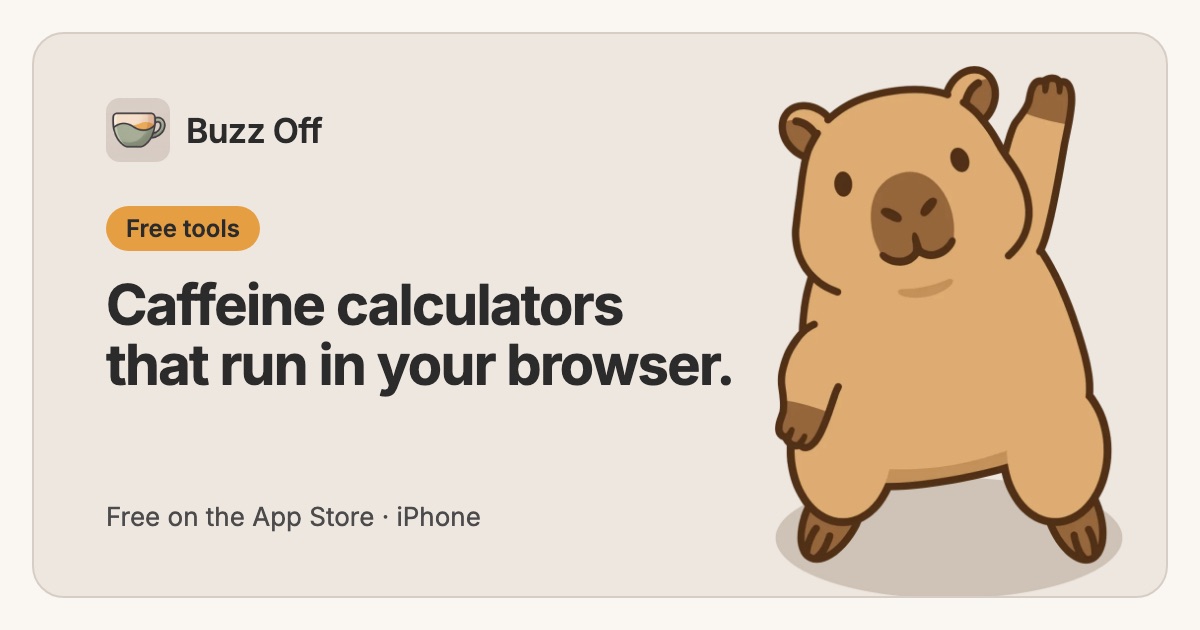 Buzz Off
Free tools
Caffeine calculators
that run in your browser.
Free on the App Store · iPhone